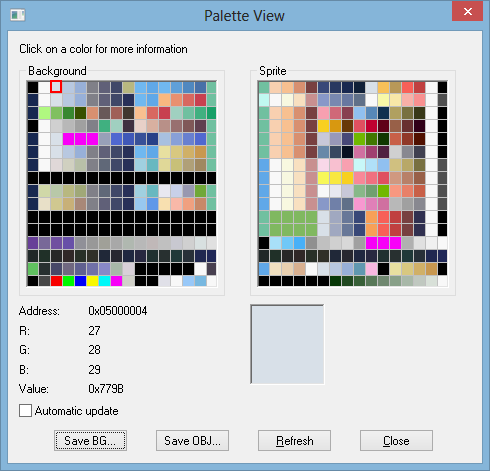 Palette View
Click on a color for more information
Background
Sprite
Address: 0x05000004
R: 27
G: 28
B: 29
Value: 0x779B
Automatic update
Save BG... Save OBJ... Refresh Close